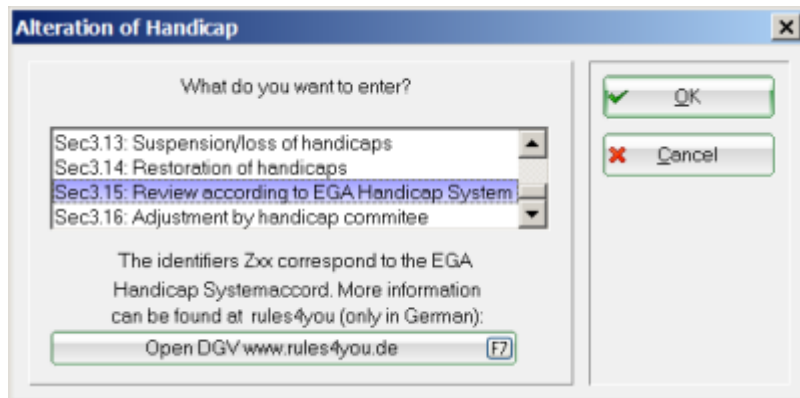 Alteration of Handicap
What do you want to enter?
Sec3.13: Suspension/loss of handicaps
Sec3.14: Restoration of handicaps
Sec3.15: Review according to EGA Handicap System
Sec3.16: Adjustment by handicap commitee
The identifiers Zxx correspond to the EGA
Handicap Systemaccord. More information
can be found at rules4you (only in German):
Open DGV www.rules4you.de F7
OK
Cancel